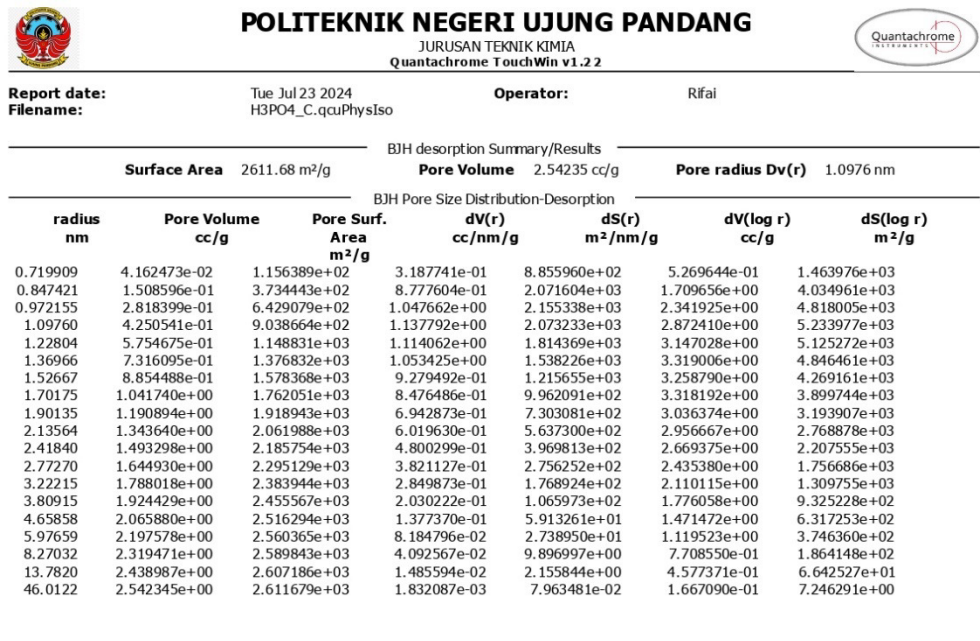 POLITEKNIK NEGERI UJUNG PANDANG
JURUSAN TEKNIK KIMIA
Quantachrome TouchWin v1.22
Quantachrome
INSTRUMENTS
Report date: Tue Jul 23 2024 Operator: Rifai
Filename: H3PO4_C.qcuPhysIso
BJH desorption Summary/Results
Surface Area 2611.68 m²/g Pore Volume 2.54235 cc/g Pore radius Dv(r) 1.0976 nm
BJH Pore Size Distribution-Desorption
radius Pore Volume Pore Surf. dV(r) dS(r) dV(log r) dS(log r)
nm cc/g Area cc/nm/g m²/nm/g cc/g m²/g
m²/g
0.719909 4.162473e-02 1.156389e+02 3.187741e-01 8.855960e+02 5.269644e-01 1.463976e+03
0.847421 1.508596e-01 3.734443e+02 8.777604e-01 2.071604e+03 1.709656e+00 4.034961e+03
0.972155 2.818399e-01 6.429079e+02 1.047662e+00 2.155338e+03 2.341925e+00 4.818005e+03
1.09760 4.250541e-01 9.038664e+02 1.137792e+00 2.073233e+03 2.872410e+00 5.233977e+03
1.22804 5.754675e-01 1.148831e+03 1.114062e+00 1.814369e+03 3.147028e+00 5.125272e+03
1.36966 7.316095e-01 1.376832e+03 1.053425e+00 1.538226e+03 3.319006e+00 4.846461e+03
1.52667 8.854488e-01 1.578368e+03 9.279492e-01 1.215655e+03 3.258790e+00 4.269161e+03
1.70175 1.041740e+00 1.762051e+03 8.476486e-01 9.962091e+02 3.318192e+00 3.899744e+03
1.90135 1.190894e+00 1.918943e+03 6.942873e-01 7.303081e+02 3.036374e+00 3.193907e+03
2.13564 1.343640e+00 2.061988e+03 6.019630e-01 5.637300e+02 2.956667e+00 2.768878e+03
2.41840 1.493298e+00 2.185754e+03 4.800299e-01 3.969813e+02 2.669375e+00 2.207555e+03
2.77270 1.644930e+00 2.295129e+03 3.821127e-01 2.756252e+02 2.435380e+00 1.756686e+03
3.22215 1.788018e+00 2.383944e+03 2.849873e-01 1.768924e+02 2.110115e+00 1.309755e+03
3.80915 1.924429e+00 2.455567e+03 2.030222e-01 1.065973e+02 1.776058e+00 9.325228e+02
4.65858 2.065880e+00 2.516294e+03 1.377370e-01 5.913261e+01 1.471472e+00 6.317253e+02
5.97659 2.197578e+00 2.560365e+03 8.184796e-02 2.738950e+01 1.119523e+00 3.746360e+02
8.27032 2.319471e+00 2.589843e+03 4.092567e-02 9.896997e+00 7.708550e-01 1.864148e+02
13.7820 2.438987e+00 2.607186e+03 1.485594e-02 2.155844e+00 4.577371e-01 6.642527e+01
46.0122 2.542345e+00 2.611679e+03 1.832087e-03 7.963481e-02 1.667090e-01 7.246291e+00